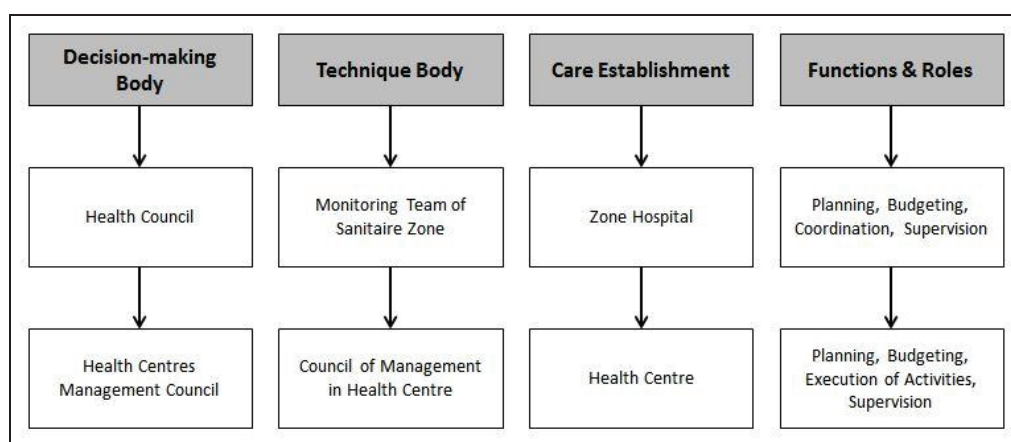 Decision-making
Body
Technique Body
Care Establishment
Functions & Roles
Health Council
Monitoring Team of
Sanitaire Zone
Zone Hospital
Planning, Budgeting,
Coordination, Supervision
Health Centres
Management Council
Council of Management
in Health Centre
Health Centre
Planning, Budgeting,
Execution of Activities,
Supervision